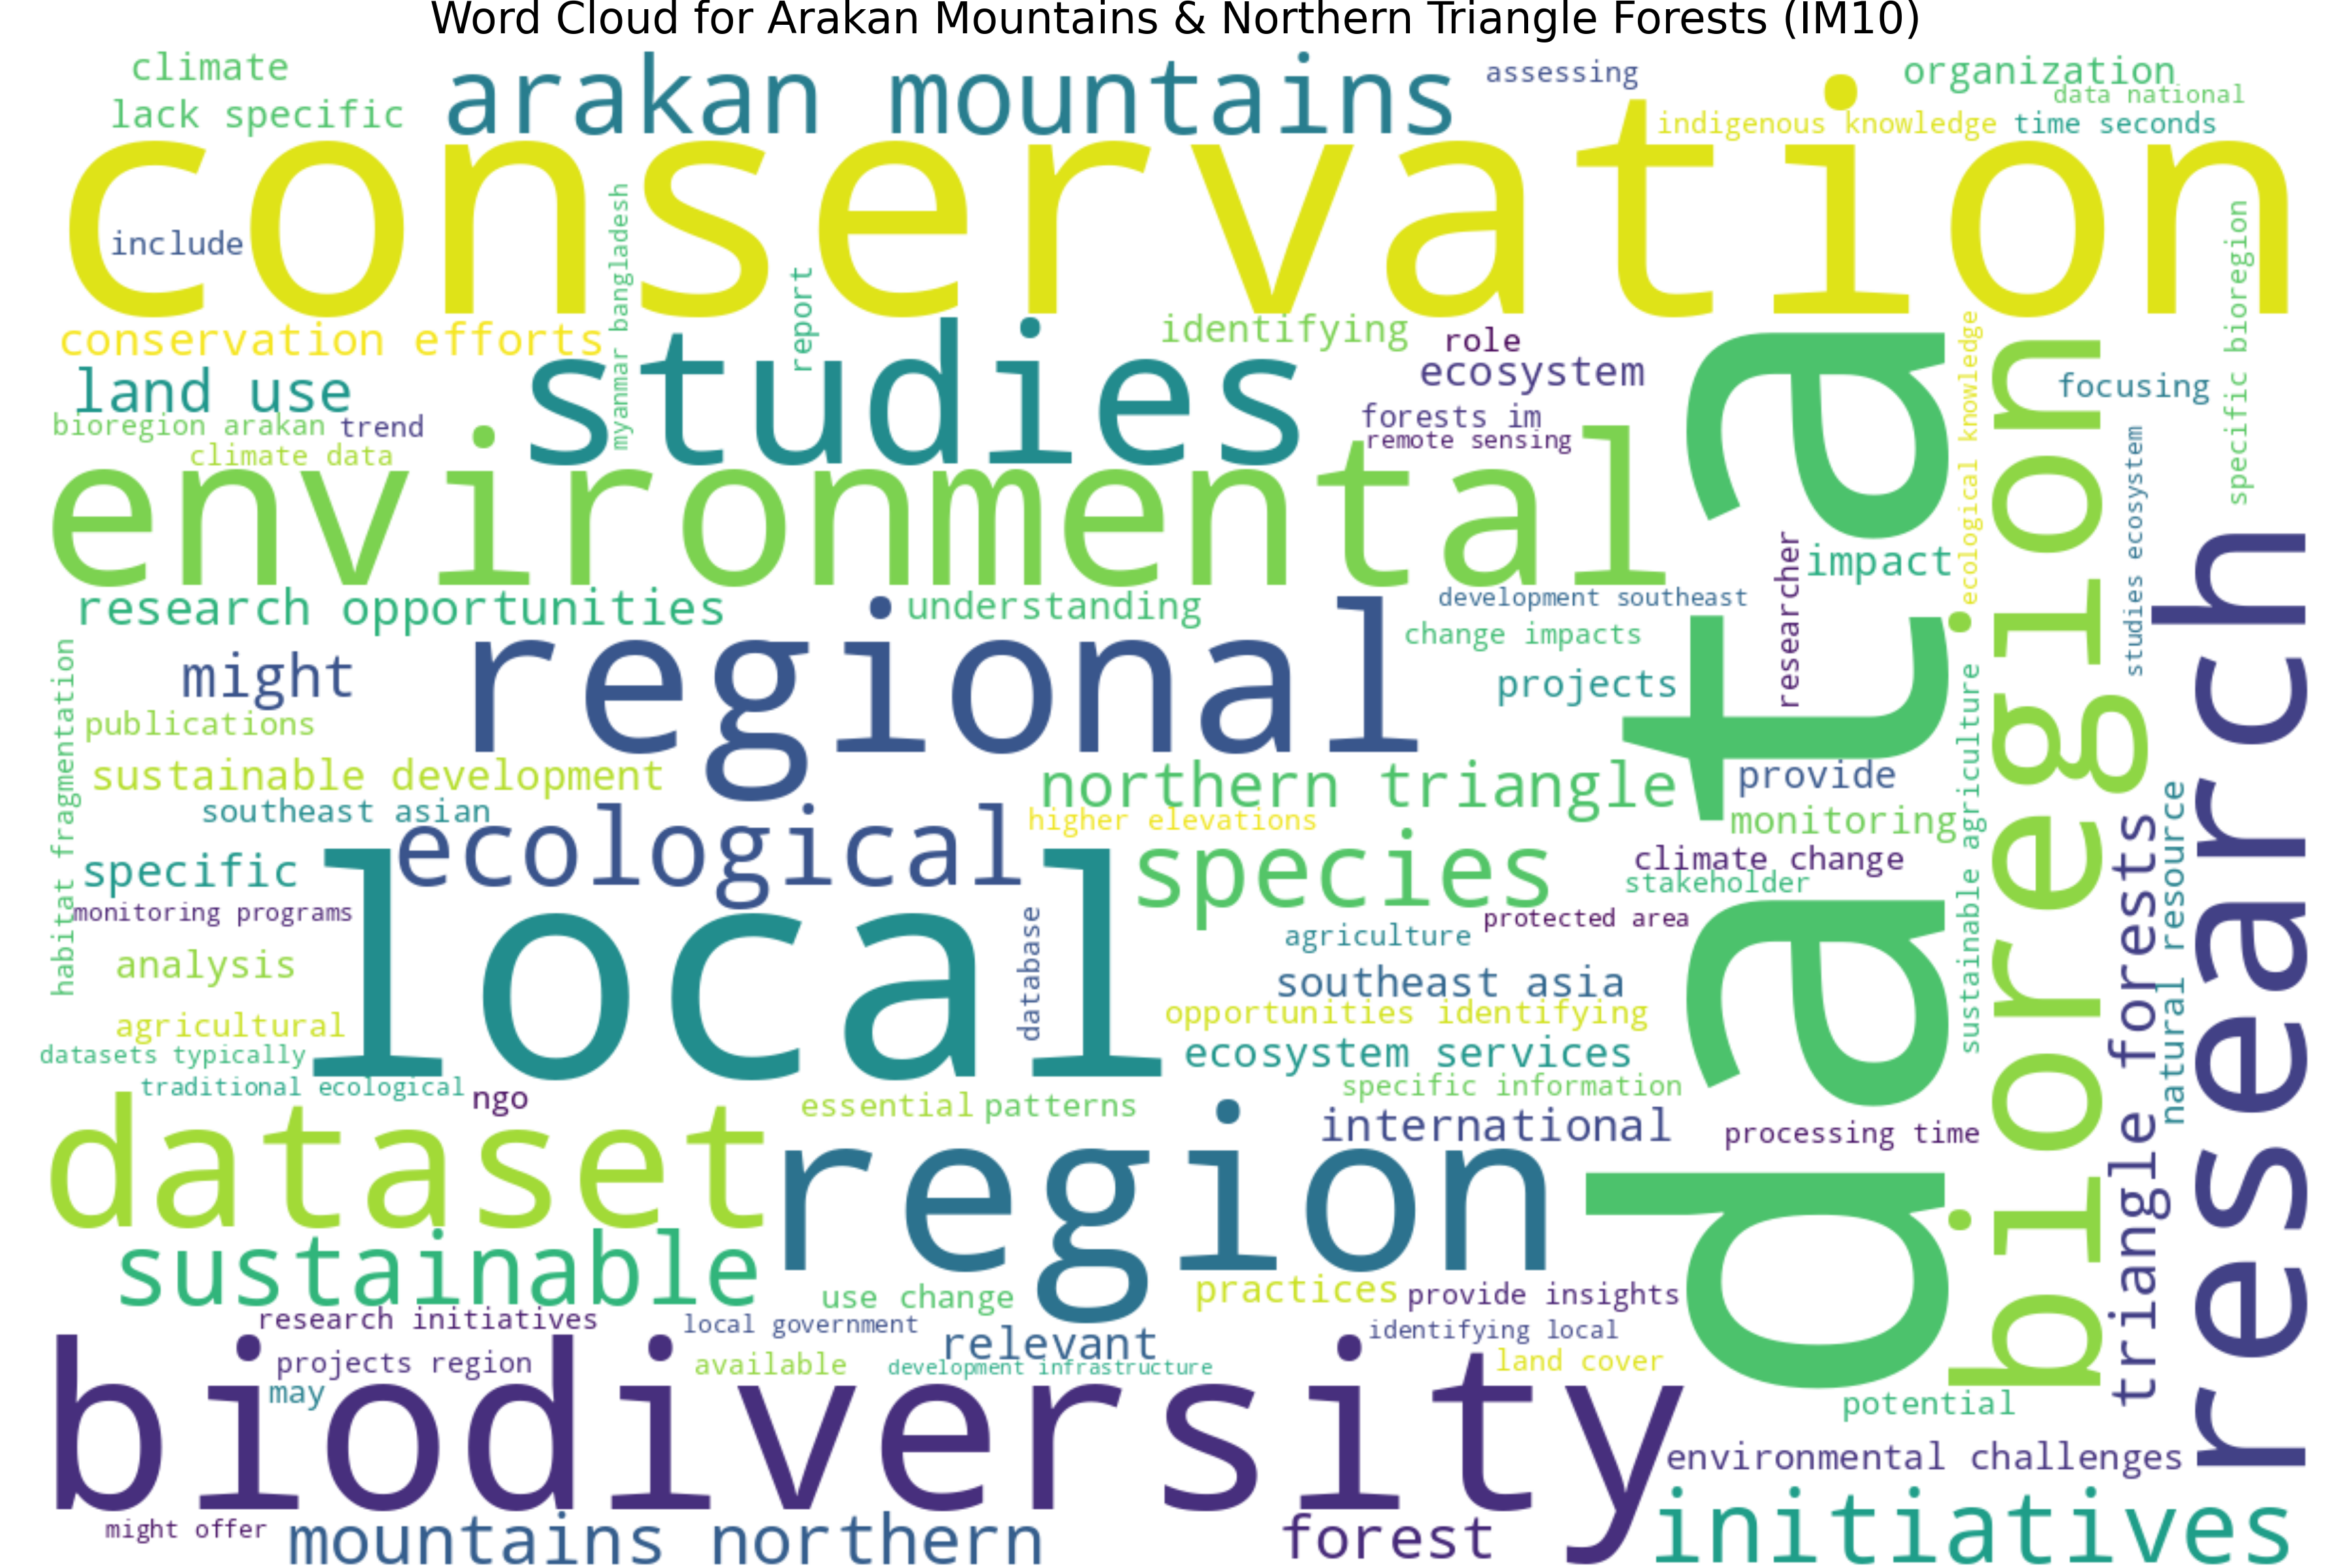 Word Cloud for Arakan Mountains & Northern Triangle Forests (IM10)
climate
arakan mountains
assessing
organization
data national
lack specific
indigenous knowledge
time seconds
conservation
include
myanmar bangladesh
report
specific bioregion
conservation efforts
studies
identifying
role
ecosystem
data
ecological knowledge
bioregion
focusing
land use
bioregion arakan
trend
forests im
remote sensing
studies ecosystem
climate data
environmental
researcher
impact
research
research opportunities
understanding
development southeast
change impacts
regional
might
projects
habitat fragmentation
publications
sustainable development
northern triangle
provide
sustainable agriculture
natural resource
triangle forests
southeast asian
ecological
higher elevations
monitoring
species
specific
local
climate change
stakeholder
monitoring programs
database
protected area
agriculture
analysis
southeast asia
agricultural
opportunities identifying
datasets typically
ecosystem services
traditional ecological
ngo
specific information
essential
patterns
dataset
international
processing time
region
sustainable
use change
practices
provide insights
research initiatives
local government
relevant
identifying local
projects region
available
development infrastructure
land cover
may
biodiversity
potential
environmental challenges
might offer
mountains northern
forest
initiatives